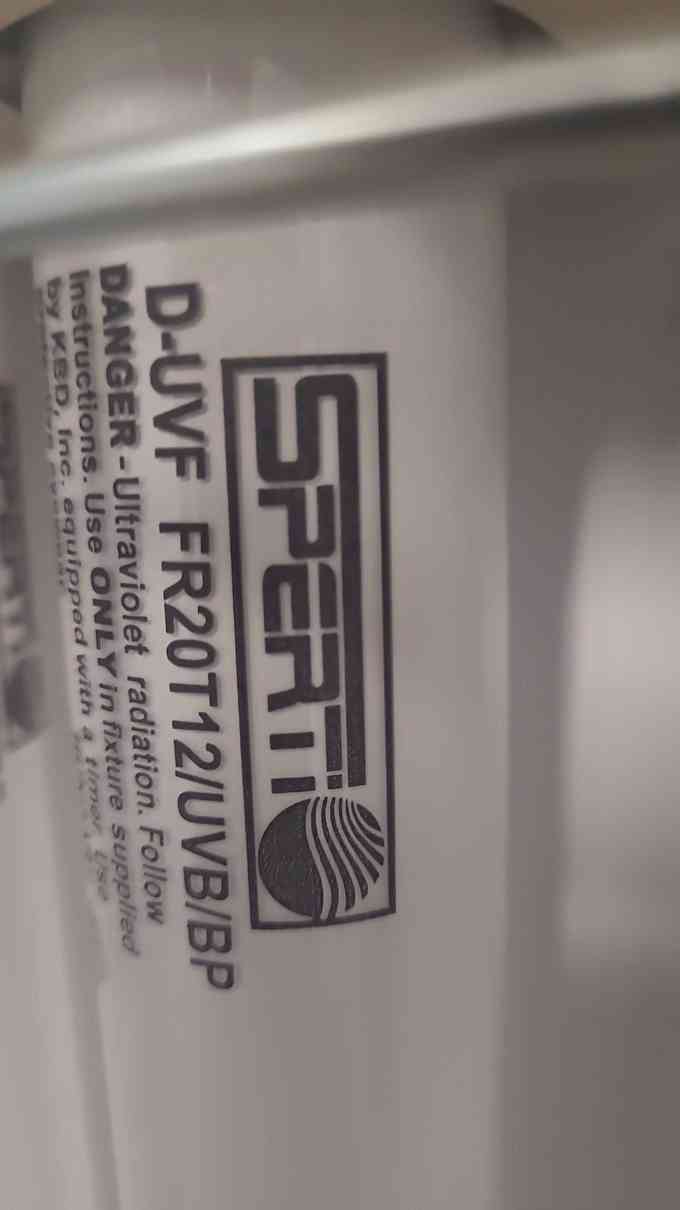 SPERTI
D-UVF FR20T12/UVB/BP
DANGER - Ultraviolet radiation. Follow
Instructions. Use ONLY in fixture supplied
by KBD, Inc. equipped with a timer. Use